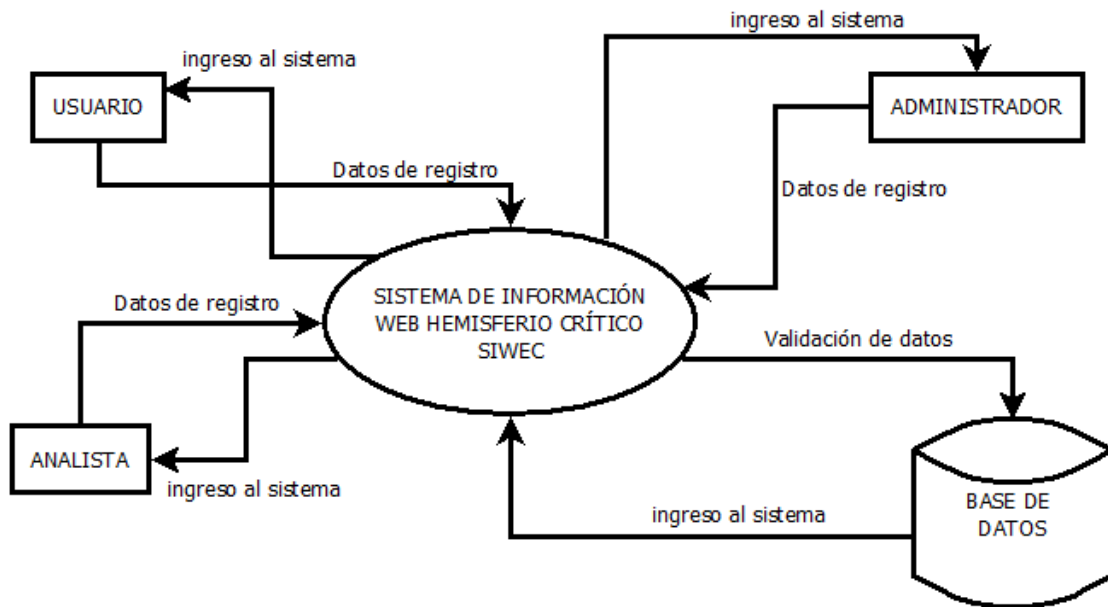 ingreso al sistema
ingreso al sistema
USUARIO
ADMINISTRADOR
Datos de registro
Datos de registro
SISTEMA DE INFORMACIÓN
WEB HEMISFERIO CRÍTICO
SIWEC
Datos de registro
Validación de datos
ANALISTA
ingreso al sistema
ingreso al sistema
BASE DE
DATOS